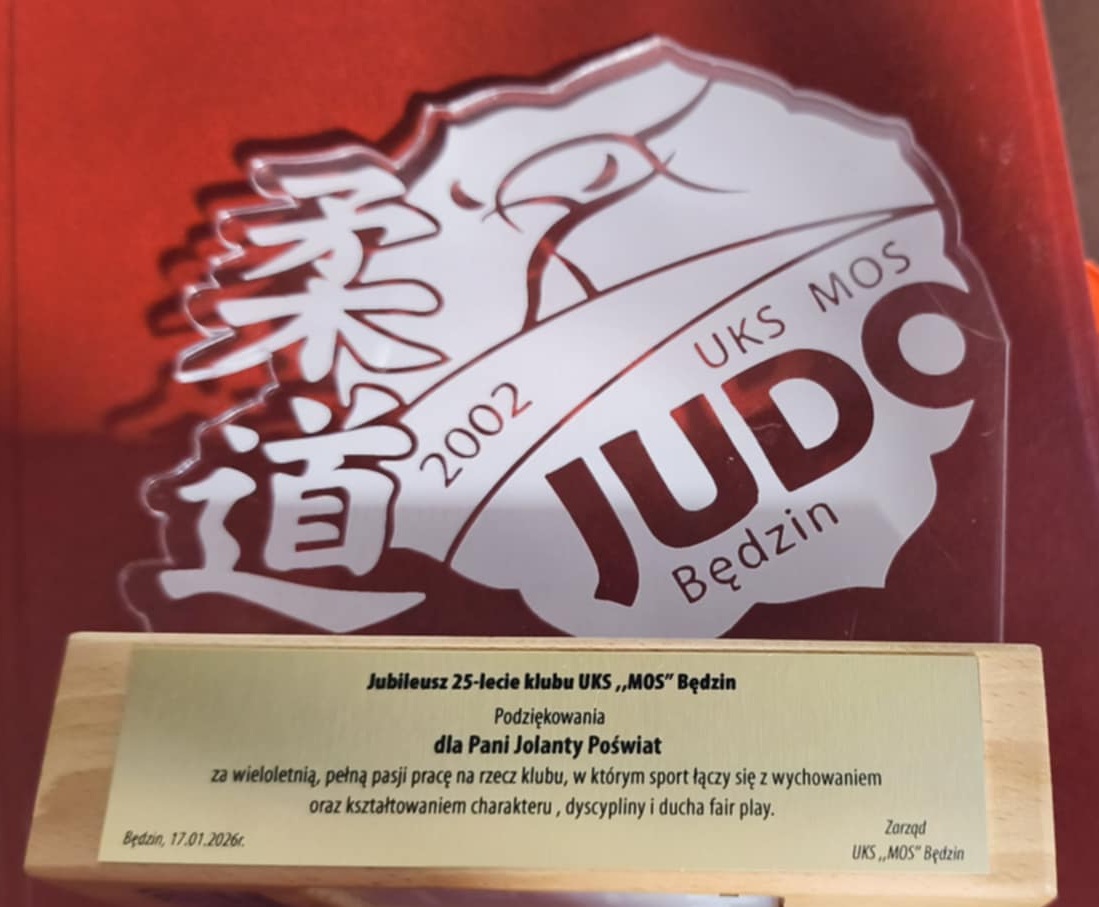 柔
道
2002
UKS MOS
JUDO
Będzin
Jubileusz 25-lecie klubu UKS ,,MOS” Będzin
Podziękowania
dla Pani Jolanty Poświat
za wieloletnią, pełną pasji pracę na rzecz klubu, w którym sport łączy się z wychowaniem
oraz kształtowaniem charakteru , dyscypliny i ducha fair play.
Będzin, 17.01.2026r.
Zarząd
UKS ,,MOS” Będzin